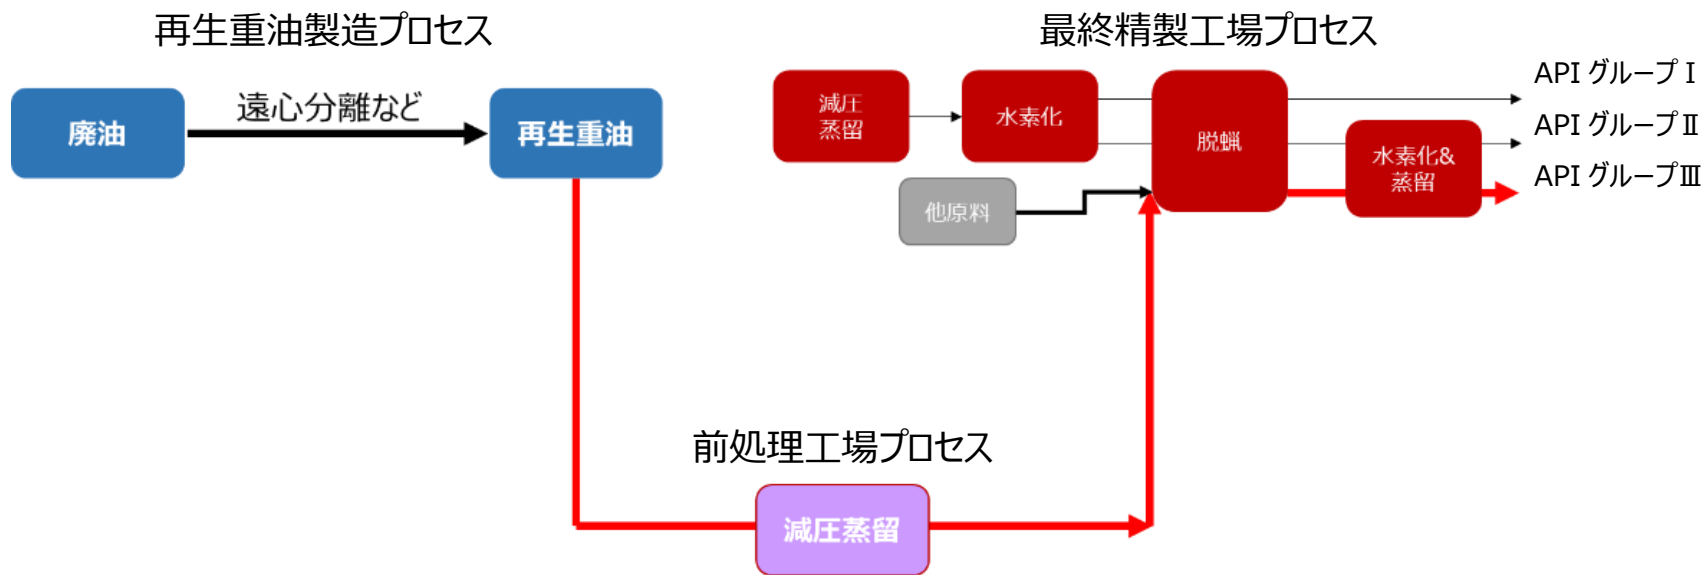 再生重油製造プロセス
廃油
遠心分離など
再生重油
最終精製工場プロセス
減圧
蒸留
水素化
脱蝋
他原料
水素化&
蒸留
API グループ Ⅰ
API グループ Ⅱ
API グループⅢ
前処理工場プロセス
減圧蒸留